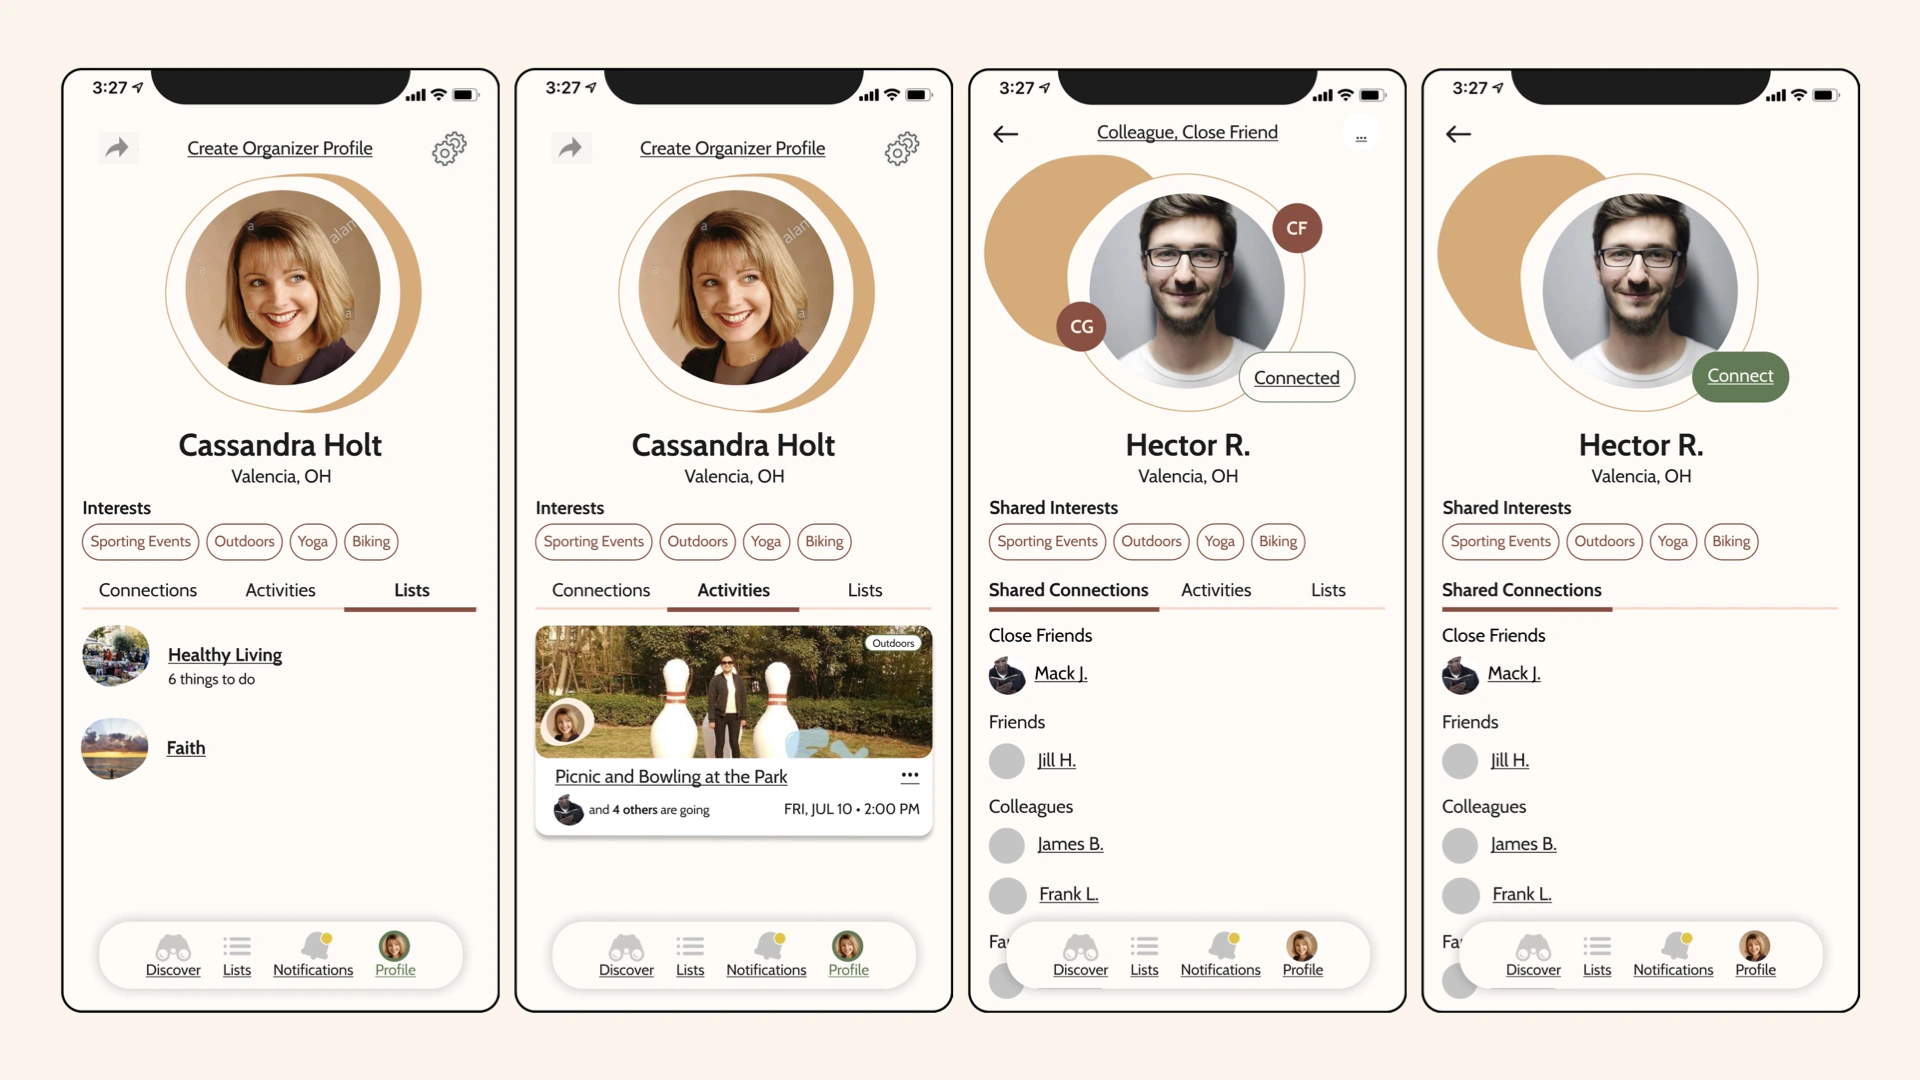 3:27
Create Organizer Profile
a
alam
a
a
a
a
Cassandra Holt
Valencia, OH
Interests
Sporting Events
Outdoors
Yoga
Biking
Connections
Activities
Lists
Healthy Living
6 things to do
Faith
Discover
Lists
Notifications
Profile
3:27
Create Organizer Profile
a
alam
a
a
a
a
Cassandra Holt
Valencia, OH
Interests
Sporting Events
Outdoors
Yoga
Biking
Connections
Activities
Lists
Outdoors
Picnic and Bowling at the Park
...
and 4 others are going
FRI, JUL 10 • 2:00 PM
Discover
Lists
Notifications
Profile
3:27
Colleague, Close Friend
...
CF
CG
Connected
Hector R.
Valencia, OH
Shared Interests
Sporting Events
Outdoors
Yoga
Biking
Shared Connections
Activities
Lists
Close Friends
Mack J.
Friends
Jill H.
Colleagues
James B.
Frank L.
Fa
Discover
Lists
Notifications
Profile
3:27
Connect
Hector R.
Valencia, OH
Shared Interests
Sporting Events
Outdoors
Yoga
Biking
Shared Connections
Close Friends
Mack J.
Friends
Jill H.
Colleagues
James B.
Frank L.
Fa
Discover
Lists
Notifications
Profile